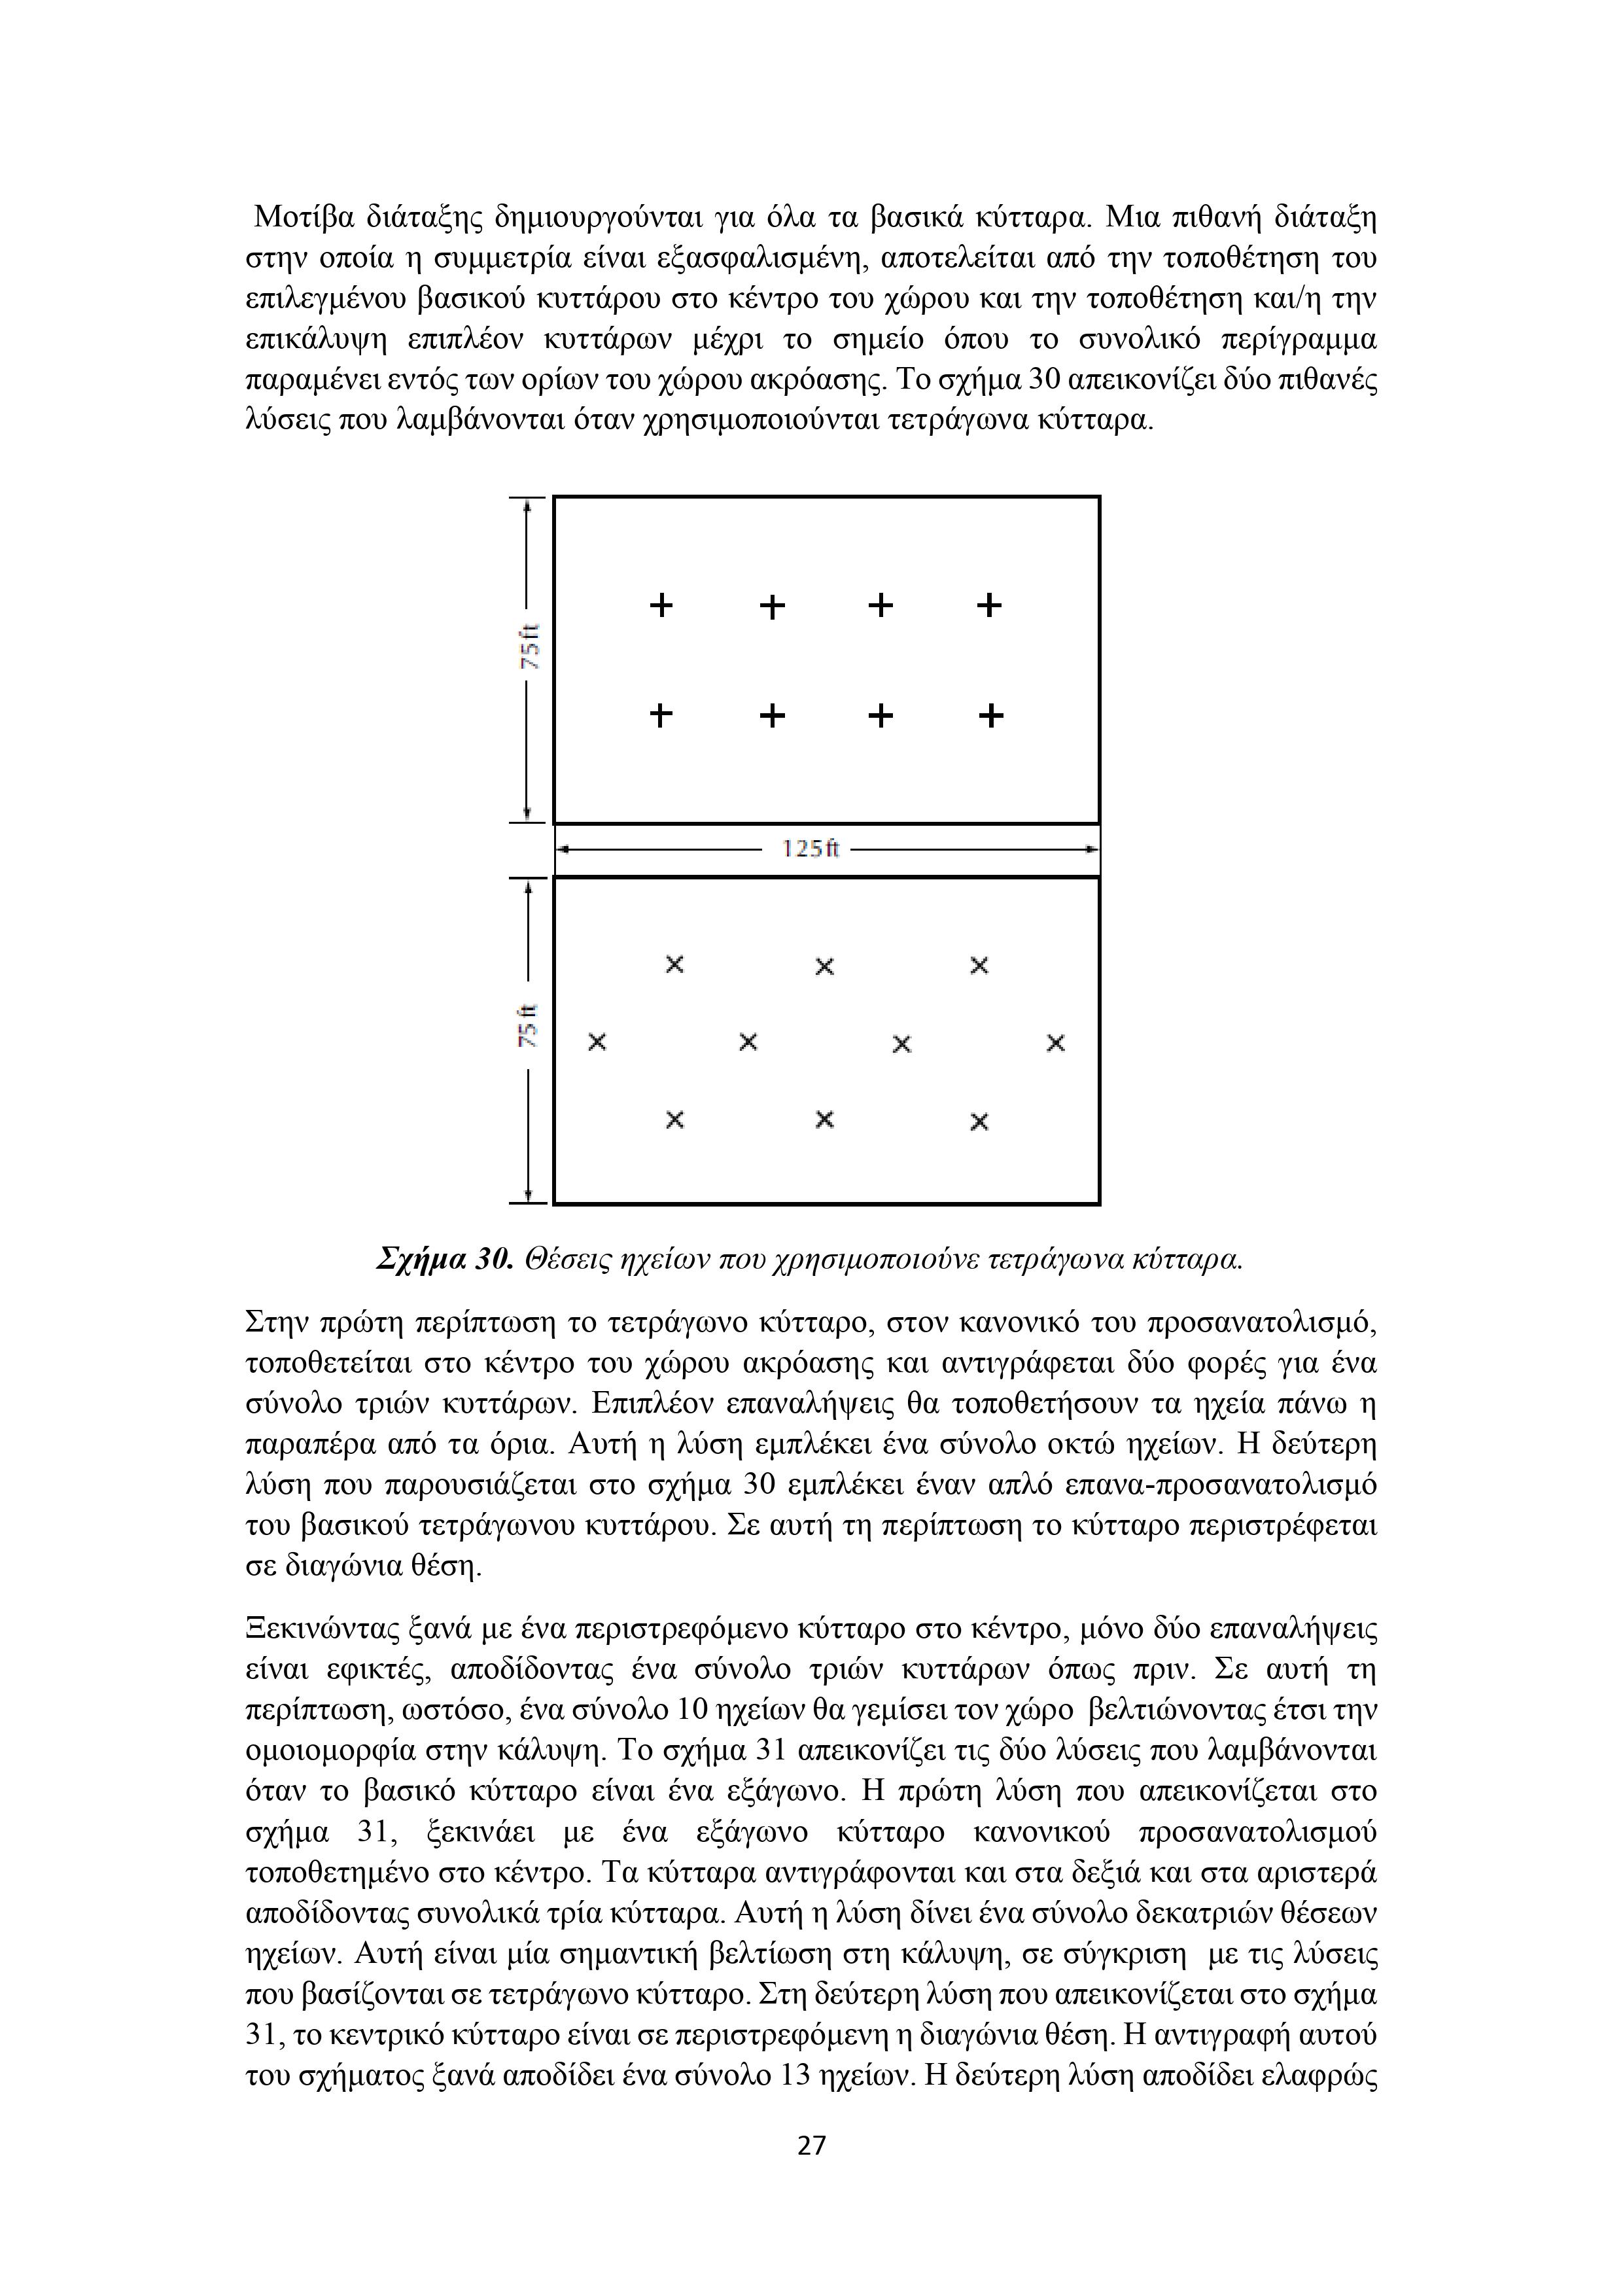 Μοτίβα διάταξης δημιουργούνται για όλα τα βασικά κύτταρα. Μια πιθανή διάταξη
στην οποία η συμμετρία είναι εξασφαλισμένη, αποτελείται από την τοποθέτηση του
επιλεγμένου βασικού κυττάρου στο κέντρο του χώρου και την τοποθέτηση και/η την
επικάλυψη επιπλέον κυττάρων μέχρι το σημείο όπου το συνολικό περίγραμμα
παραμένει εντός των ορίων του χώρου ακρόασης. Το σχήμα 30 απεικονίζει δύο πιθανές
λύσεις που λαμβάνονται όταν χρησιμοποιούνται τετράγωνα κύτταρα.
75ft
125ft
75ft
Σχήμα 30. Θέσεις ηχείων που χρησιμοποιούνε τετράγωνα κύτταρα.
Στην πρώτη περίπτωση το τετράγωνο κύτταρο, στον κανονικό του προσανατολισμό,
τοποθετείται στο κέντρο του χώρου ακρόασης και αντιγράφεται δύο φορές για ένα
σύνολο τριών κυττάρων. Επιπλέον επαναλήψεις θα τοποθετήσουν τα ηχεία πάνω η
παραπέρα από τα όρια. Αυτή η λύση εμπλέκει ένα σύνολο οκτώ ηχείων. Η δεύτερη
λύση που παρουσιάζεται στο σχήμα 30 εμπλέκει έναν απλό επανα-προσανατολισμό
του βασικού τετράγωνου κυττάρου. Σε αυτή τη περίπτωση το κύτταρο περιστρέφεται
σε διαγώνια θέση.
Ξεκινώντας ξανά με ένα περιστρεφόμενο κύτταρο στο κέντρο, μόνο δύο επαναλήψεις
είναι εφικτές, αποδίδοντας ένα σύνολο τριών κυττάρων όπως πριν. Σε αυτή τη
περίπτωση, ωστόσο, ένα σύνολο 10 ηχείων θα γεμίσει τον χώρο βελτιώνοντας έτσι την
ομοιομορφία στην κάλυψη. Το σχήμα 31 απεικονίζει τις δύο λύσεις που λαμβάνονται
όταν το βασικό κύτταρο είναι ένα εξάγωνο. Η πρώτη λύση που απεικονίζεται στο
σχήμα 31, ξεκινάει με ένα εξάγωνο κύτταρο κανονικού προσανατολισμού
τοποθετημένο στο κέντρο. Τα κύτταρα αντιγράφονται και στα δεξιά και στα αριστερά
αποδίδοντας συνολικά τρία κύτταρα. Αυτή η λύση δίνει ένα σύνολο δεκατριών θέσεων
ηχείων. Αυτή είναι μία σημαντική βελτίωση στη κάλυψη, σε σύγκριση με τις λύσεις
που βασίζονται σε τετράγωνο κύτταρο. Στη δεύτερη λύση που απεικονίζεται στο σχήμα
31, το κεντρικό κύτταρο είναι σε περιστρεφόμενη η διαγώνια θέση. Η αντιγραφή αυτού
του σχήματος ξανά αποδίδει ένα σύνολο 13 ηχείων. Η δεύτερη λύση αποδίδει ελαφρώς
27